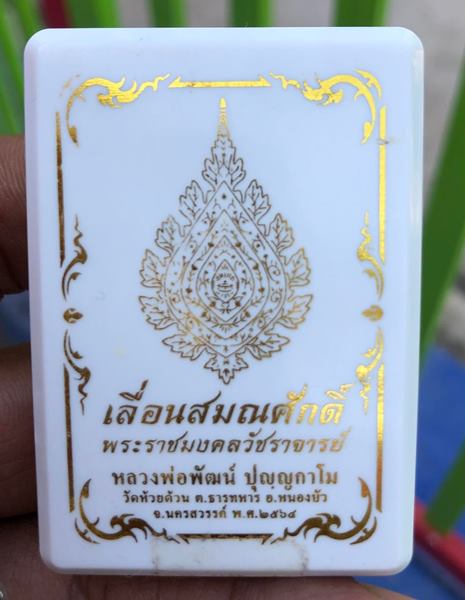 เลื่อนสมณศักดิ์
พระราชมงคลวัชราจารย์
หลวงพ่อพัฒน์ ปุญฺญกาโม
วัดห้วยด้วน ต.ธารทหาร อ.หนองบัว
จ.นครสวรรค์ พ.ศ.๒๕๖๔